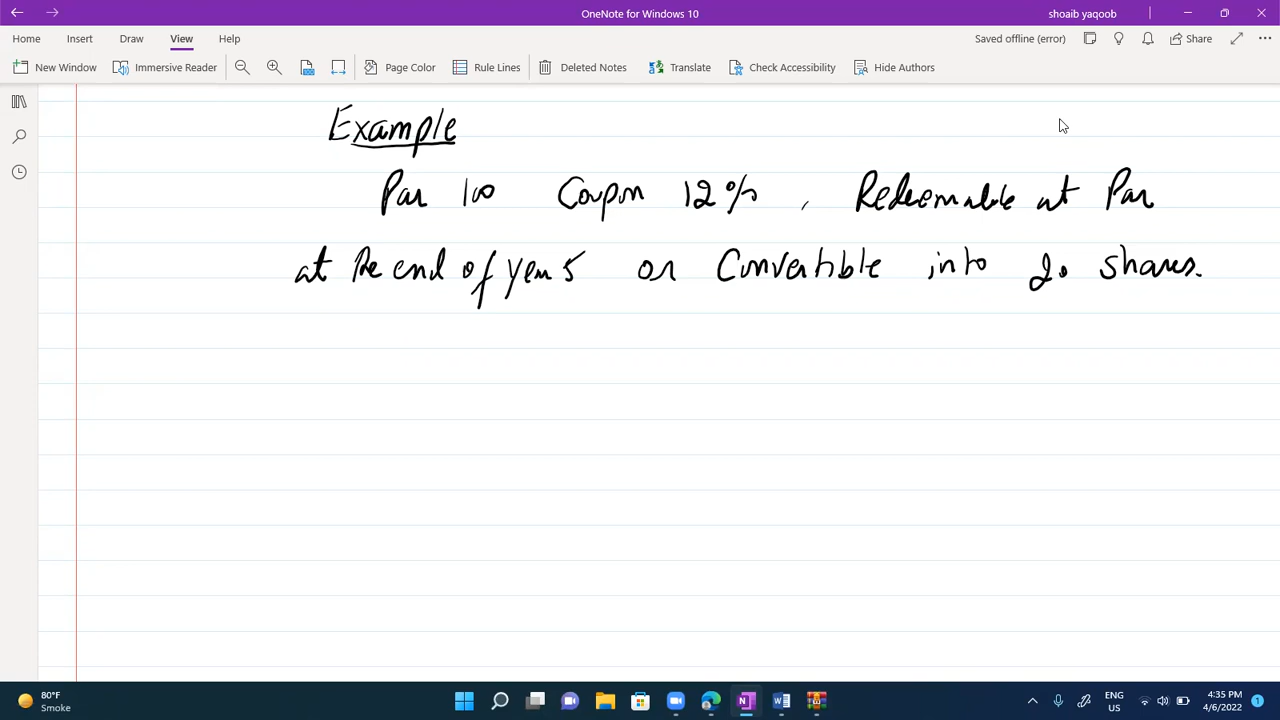 OneNote for Windows 10
shoaib yaqoob
Home Insert Draw View Help
Saved offline (error) Share
New Window Immersive Reader Page Color Rule Lines Deleted Notes Translate Check Accessibility Hide Authors
Example
Par 100 Coupon 12%, Redeemable at Par
at the end of year 5 or Convertible into 20 shares.
80°F
Smoke
ENG
US
4:35 PM
4/6/2022